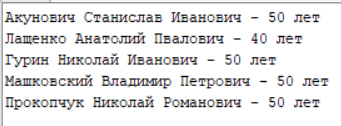 Акунович Станислав Иванович - 50 лет
Лащенко Анатолий Пвалович - 40 лет
Гурин Николай Иванович - 50 лет
Машковский Владимир Петрович - 50 лет
Прокопчук Николай Романович - 50 лет